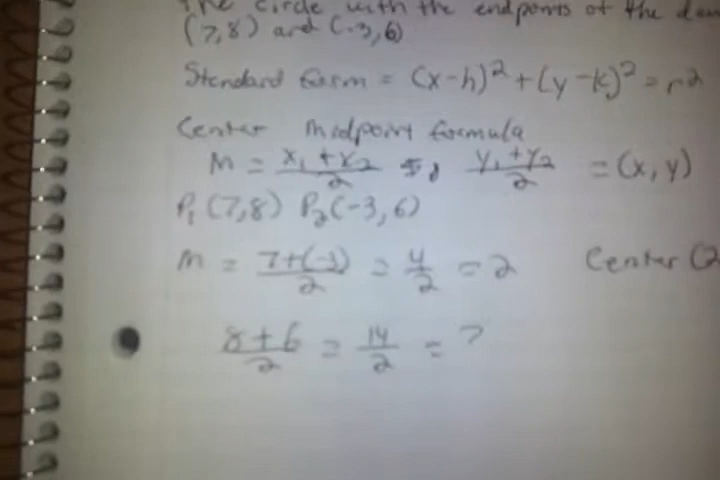 The circle with the endpoints of the
(7,8) and (-3,6)
Standard form = (x-h)² + (y-k)² = r²
Center Midpoint formula
M = x₁+x₂/2 , y₁+y₂/2 = (x,y)
P₁(7,8) P₂(-3,6)
M = 7+(-3)/2 = 4/2 = 2 Center (2
8+6/2 = 14/2 = 7